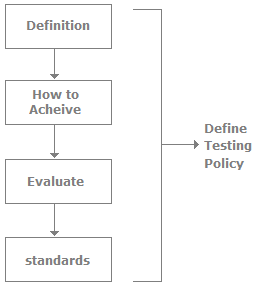 Definition
How to
Acheive
Evaluate
standards
Define
Testing
Policy